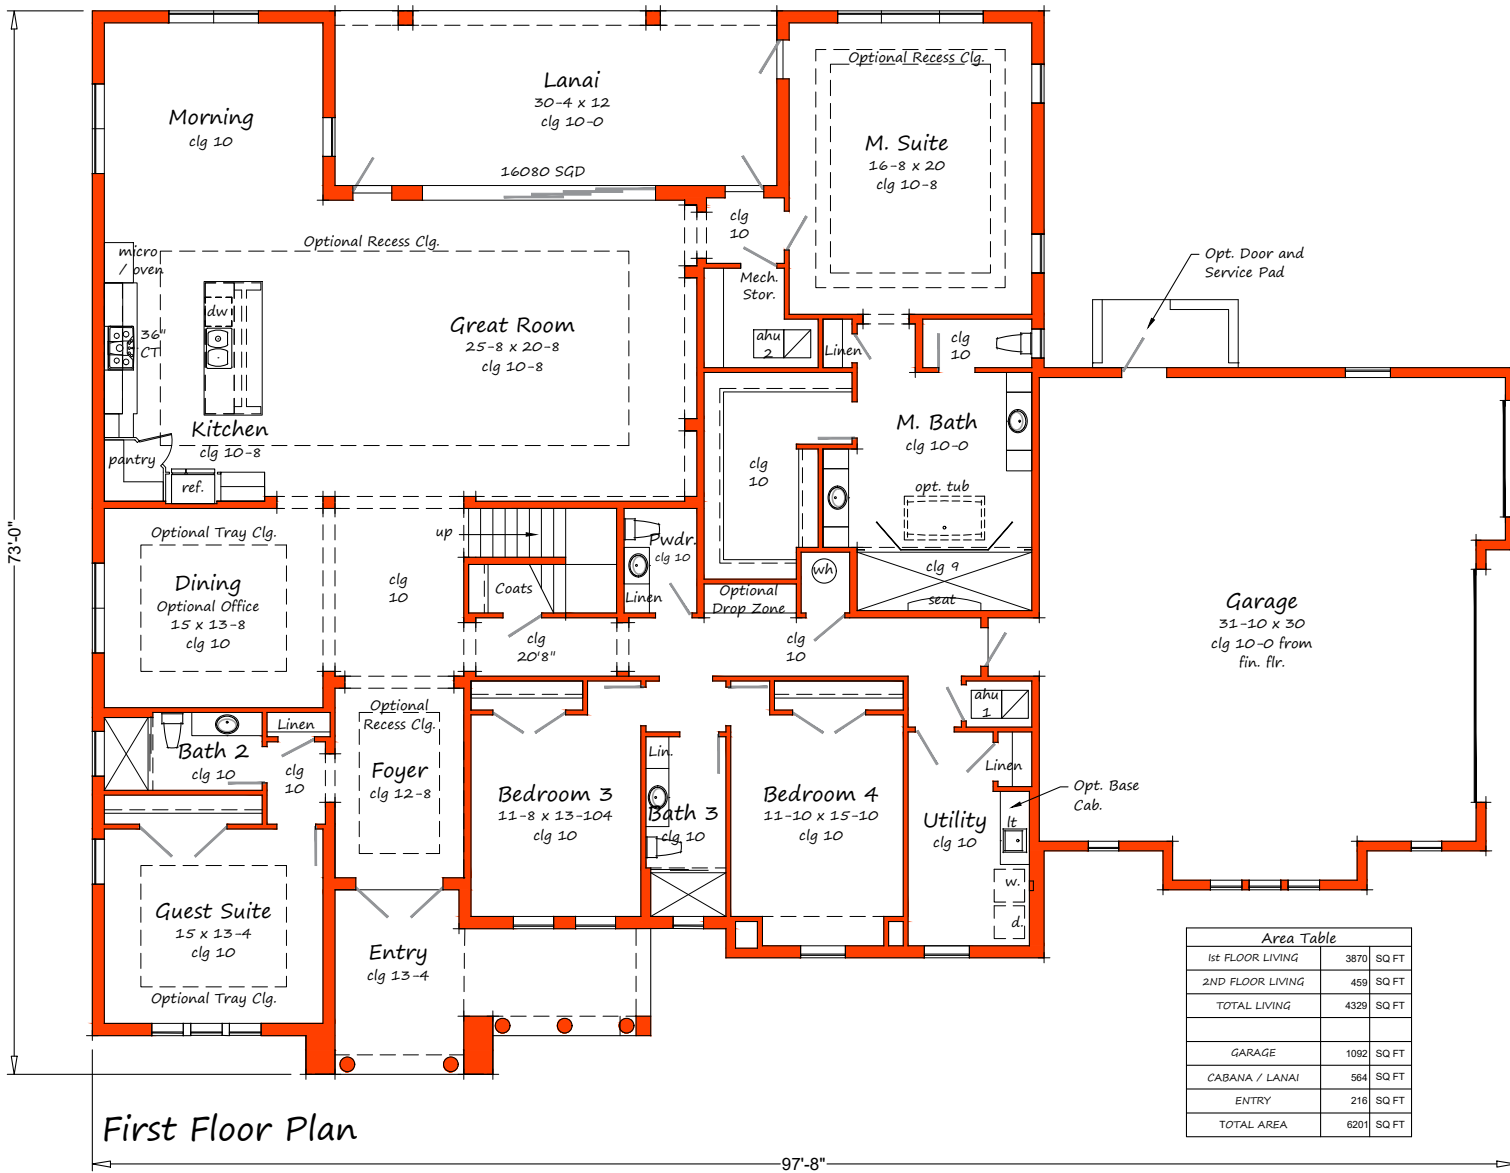 Morning
clg 10
Lanai
30-4 x 12
clg 10-0
16080 SGD
Optional Recess Clg.
M. Suite
16-8 x 20
clg 10-8
clg
10
Optional Recess Clg.
micro
/ oven
dw
36"
CT
Great Room
25-8 x 20-8
clg 10-8
Kitchen
clg 10-8
pantry
ref.
Mech.
Stor.
ahu
2
Linen
clg
10
Opt. Door and
Service Pad
M. Bath
clg 10-0
clg
10
opt. tub
clg 9
seat
wh
73'-0"
Optional Tray Clg.
Dining
Optional Office
15 x 13-8
clg 10
clg
10
up
Coats
Pwdr.
clg 10
Linen
Optional
Drop Zone
clg
20'8"
clg
10
Garage
31-10 x 30
clg 10-0 from
fin. flr.
ahu
1
Bath 2
clg 10
Linen
clg
10
Optional
Recess Clg.
Foyer
clg 12-8
Bedroom 3
11-8 x 13-104
clg 10
Lin.
Bath 3
clg 10
Bedroom 4
11-10 x 15-10
clg 10
Linen
Utility
clg 10
lt
Opt. Base
Cab.
w.
d.
Guest Suite
15 x 13-4
clg 10
Optional Tray Clg.
Entry
clg 13-4
Area Table
1st FLOOR LIVING 3870 SQ FT
2ND FLOOR LIVING 459 SQ FT
TOTAL LIVING 4329 SQ FT
GARAGE 1092 SQ FT
CABANA / LANAI 564 SQ FT
ENTRY 216 SQ FT
TOTAL AREA 6201 SQ FT
First Floor Plan
97'-8"